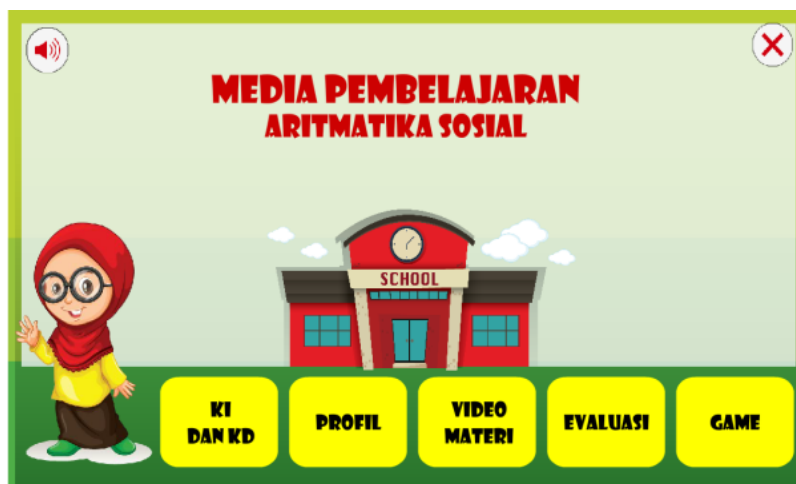 MEDIA PEMBELAJARAN
ARITMATIKA SOSIAL
SCHOOL
KI
DAN KD
PROFIL
VIDEO
MATERI
EVALUASI
GAME